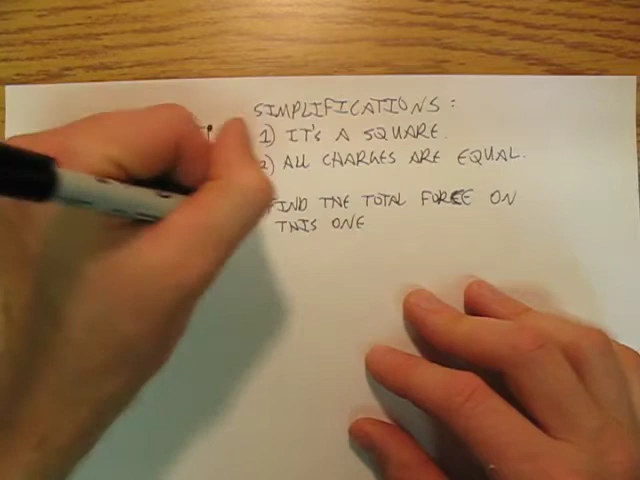 SIMPLIFICATIONS:
1) IT'S A SQUARE.
2) ALL CHARGES ARE EQUAL.
FIND THE TOTAL FORCE ON
THIS ONE